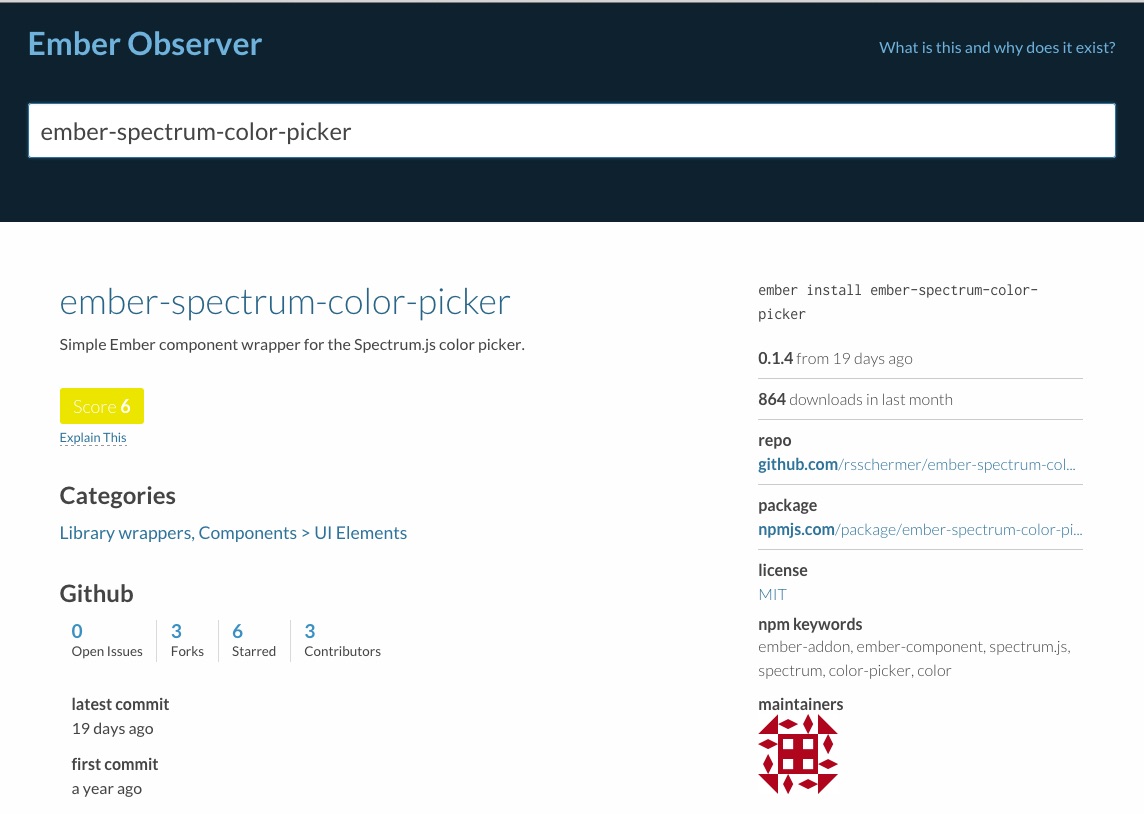 Ember Observer
What is this and why does it exist?
ember-spectrum-color-picker
ember-spectrum-color-picker
Simple Ember component wrapper for the Spectrum.js color picker.
Score 6
Explain This
Categories
Library wrappers, Components > UI Elements
Github
0
Open Issues
3
Forks
6
Starred
3
Contributors
latest commit
19 days ago
first commit
a year ago
ember install ember-spectrum-color-
picker
0.1.4 from 19 days ago
864 downloads in last month
repo
github.com/rsschermer/ember-spectrum-col...
package
npmjs.com/package/ember-spectrum-color-pi...
license
MIT
npm keywords
ember-addon, ember-component, spectrum.js,
spectrum, color-picker, color
maintainers